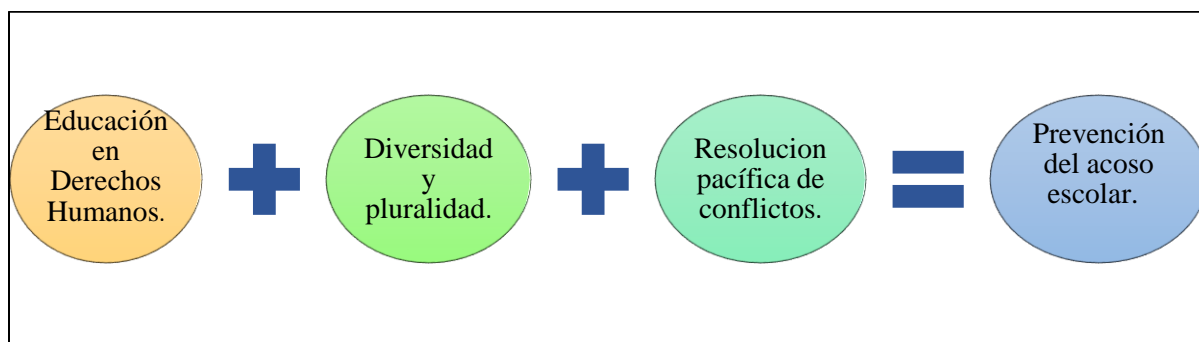 Educación
en
Derechos
Humanos.
Diversidad
y
pluralidad.
Resolucion
pacífica de
conflictos.
Prevención
del acoso
escolar.